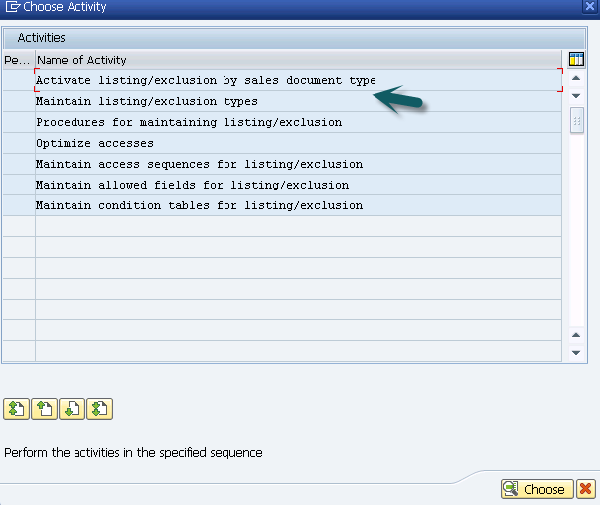 Choose Activity
Activities
Pe... Name of Activity
Activate listing/exclusion by sales document type
Maintain listing/exclusion types
Procedures for maintaining listing/exclusion
Optimize accesses
Maintain access sequences for listing/exclusion
Maintain allowed fields for listing/exclusion
Maintain condition tables for listing/exclusion
Perform the activities in the specified sequence
Choose